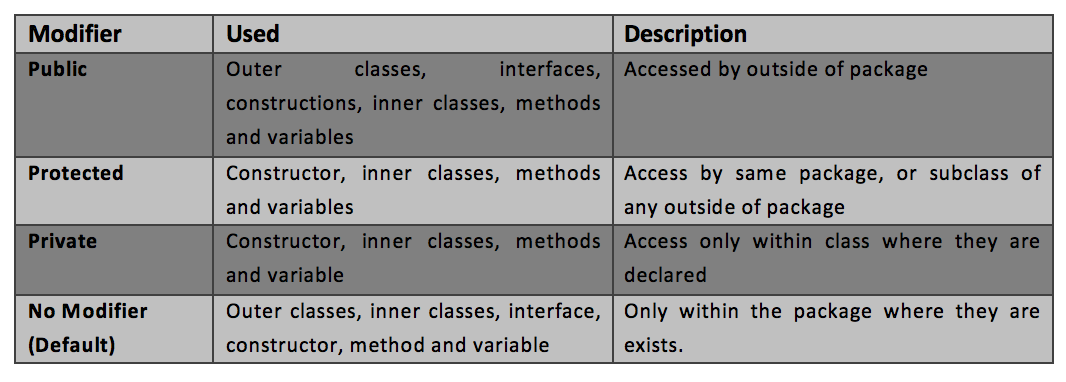 Modifier Used Description
Public Outer classes, interfaces, Accessed by outside of package
constructions, inner classes, methods
and variables
Protected Constructor, inner classes, methods Access by same package, or subclass of
and variables any outside of package
Private Constructor, inner classes, methods Access only within class where they are
and variable declared
No Modifier Outer classes, inner classes, interface, Only within the package where they are
(Default) constructor, method and variable exists.